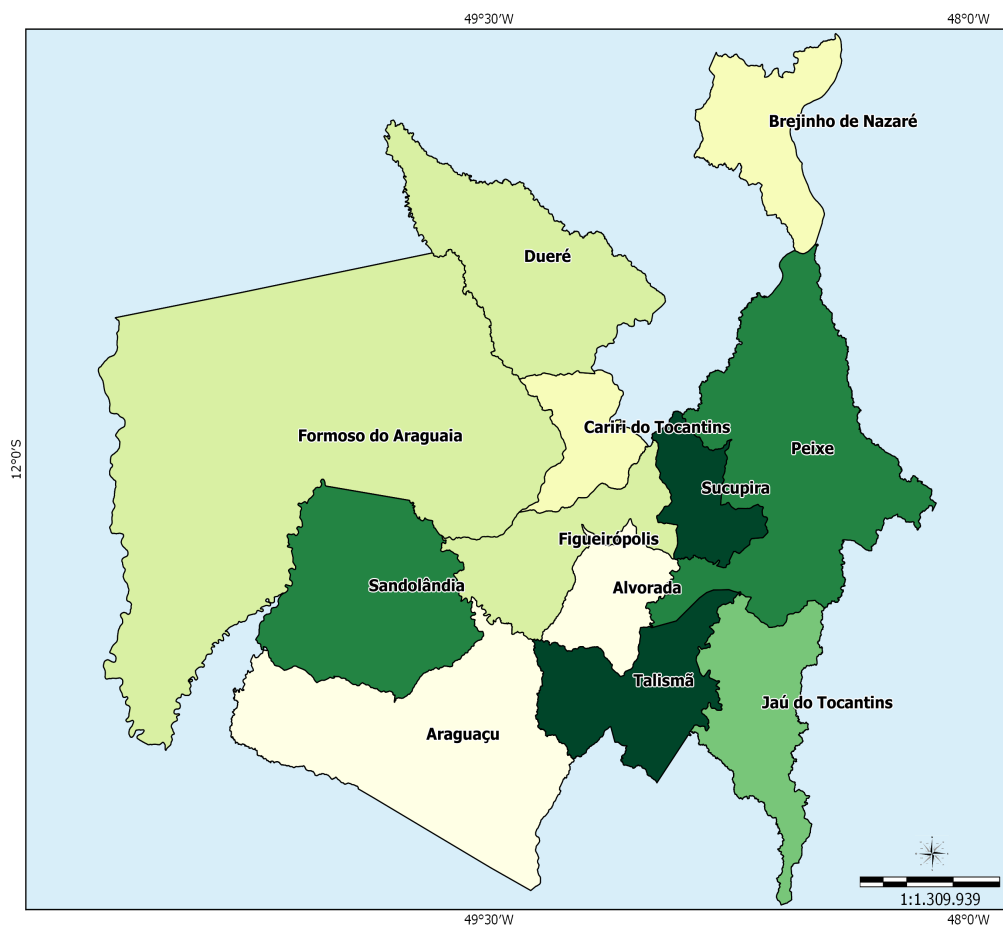 49°30'W
48°0'W
Brejinho de Nazaré
Dueré
Cariri do Tocantins
Formoso do Araguaia
Peixe
12°0'S
Sucupira
Figueirópolis
Sandolândia
Alvorada
Talismã
Jaú do Tocantins
Araguaçu
1:1.309.939
49°30'W
48°0'W